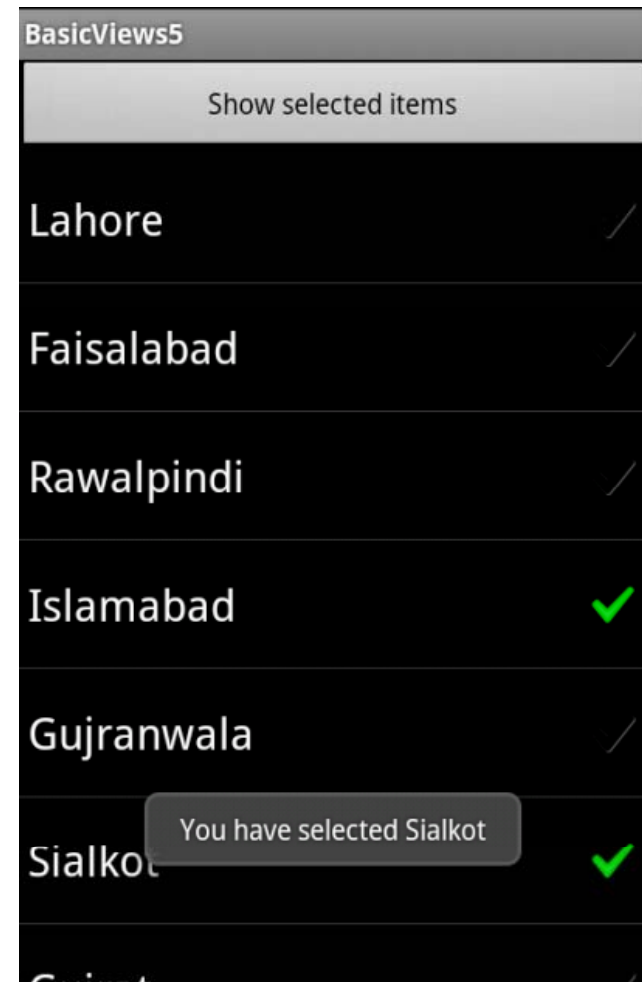 BasicViews5
Show selected items
Lahore
Faisalabad
Rawalpindi
Islamabad
Gujranwala
You have selected Sialkot
Sialkot